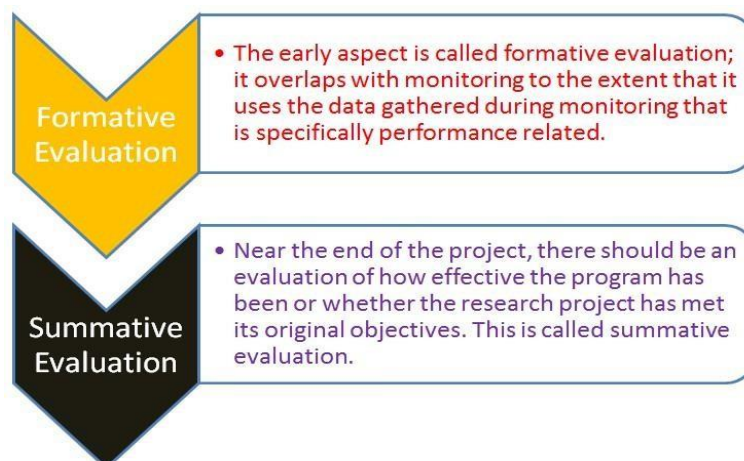 Formative
Evaluation
• The early aspect is called formative evaluation;
it overlaps with monitoring to the extent that it
uses the data gathered during monitoring that
is specifically performance related.
Summative
Evaluation
• Near the end of the project, there should be an
evaluation of how effective the program has
been or whether the research project has met
its original objectives. This is called summative
evaluation.